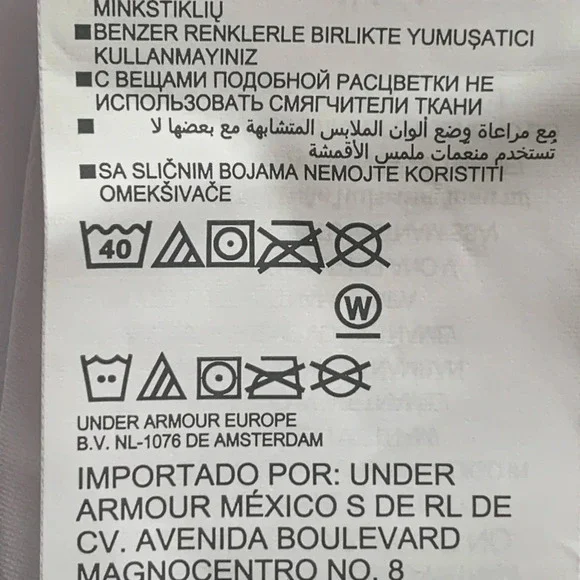 MINKŠTIKLIŲ
■BENZER RENKLERLE BIRLIKTE YUMUŞATICI
KULLANMAYINIZ
■С ВЕЩАМИ ПОДОБНОЙ РАСЦВЕТКИ НЕ
ИСПОЛЬЗОВАТЬ СМЯГЧИТЕЛИ ТКАНИ
■ مع مراعاة وضع ألوان الملابس المتشابهة مع بعضها لا
تستخدم منعمات ملمس الأقمشة
■SA SLIČNIM BOJAMA NEMOJTE KORISTITI
OMEKŠIVAČE
40
W
UNDER ARMOUR EUROPE
B.V. NL-1076 DE AMSTERDAM
IMPORTADO POR: UNDER
ARMOUR MÉXICO S DE RL DE
CV. AVENIDA BOULEVARD
MAGNOCENTRO NO. 8